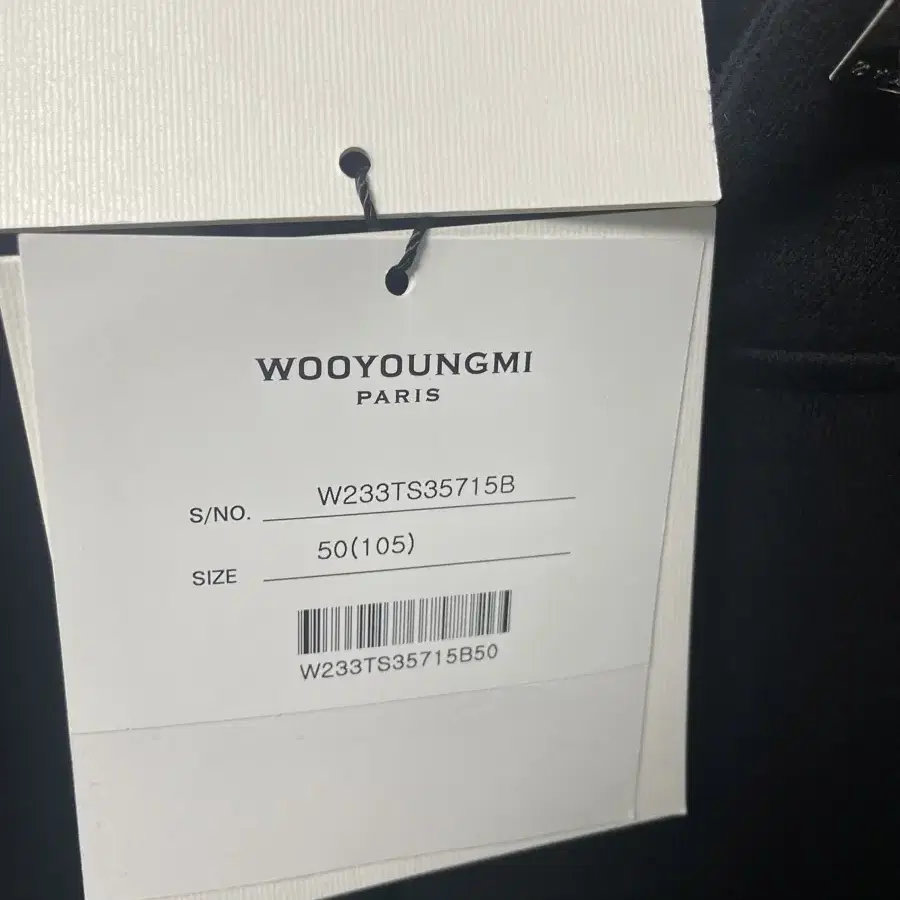 WOOYOUNGMI
PARIS
S/NO. W233TS35715B
SIZE 50(105)
W233TS35715B50